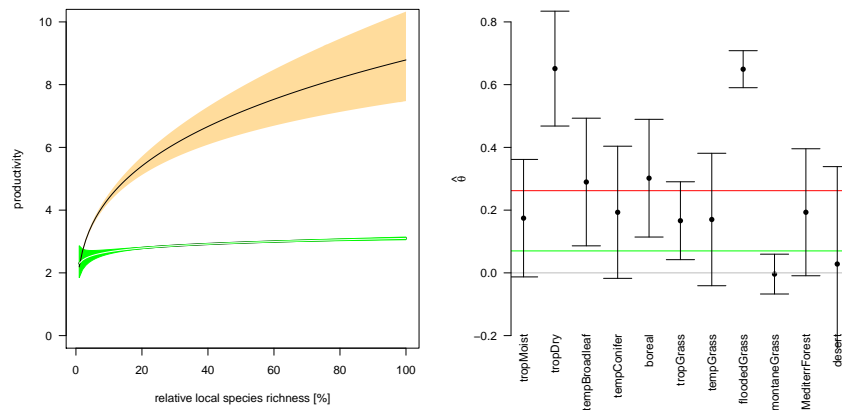 productivity
10
8
6
4
2
0
0 20 40 60 80 100
relative local species richness [%]
θ̂
0.8
0.6
0.4
0.2
0.0
−0.2
tropMoist
tropDry
tempBroadleaf
tempConifer
boreal
tropGrass
tempGrass
floodedGrass
montaneGrass
MediterrForest
desert